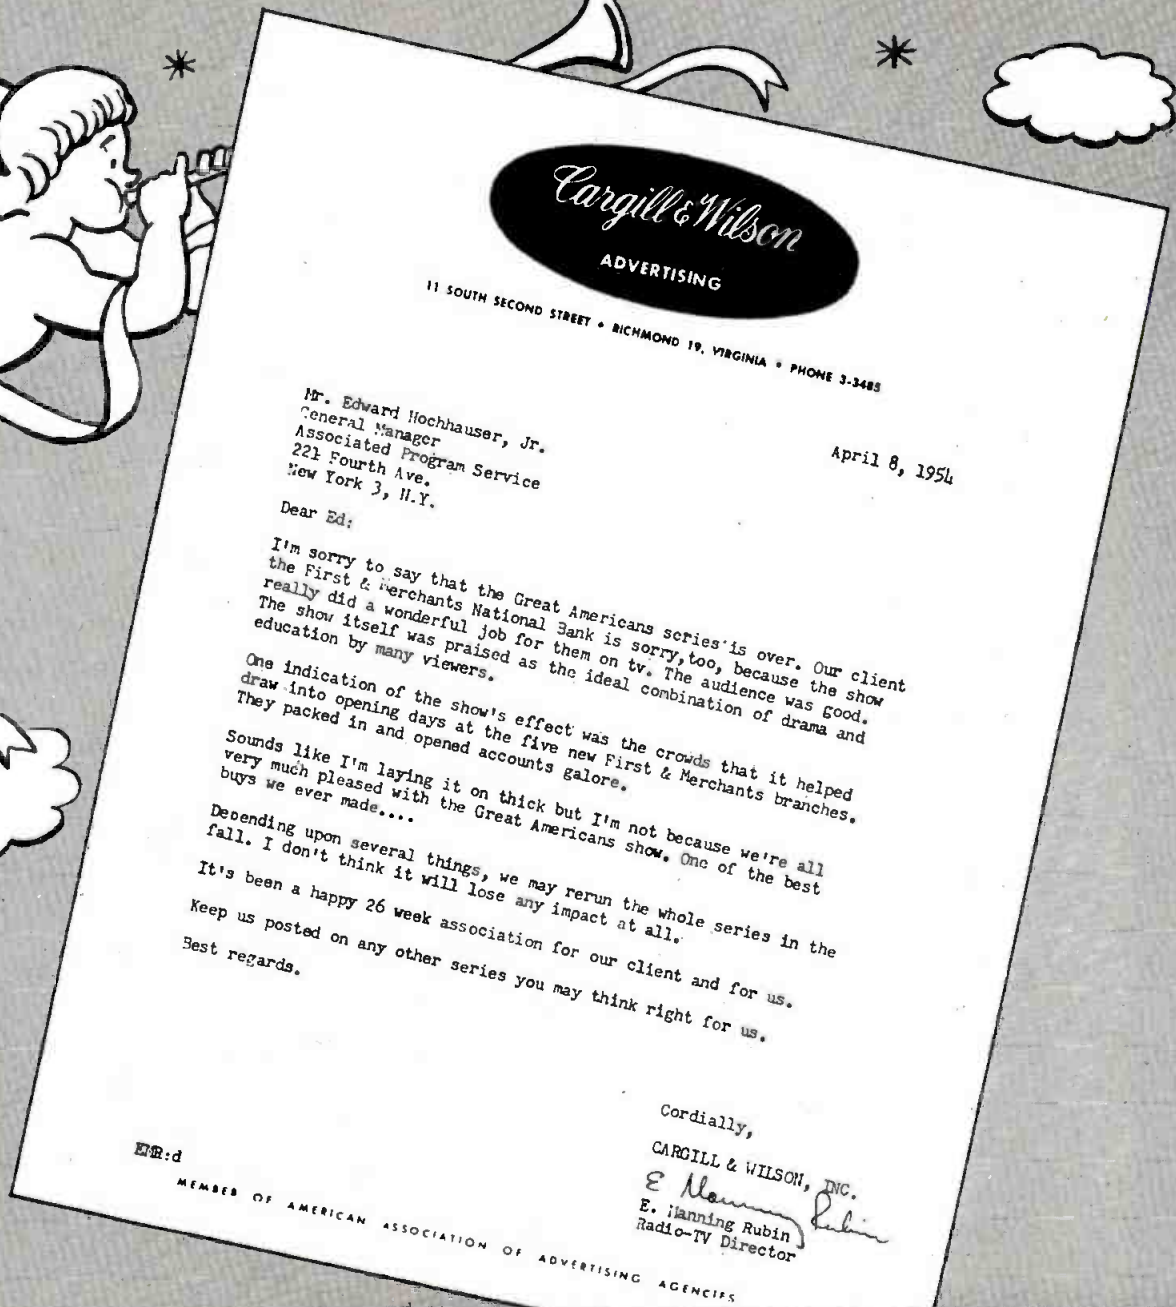 Cargill & Wilson
ADVERTISING
11 SOUTH SECOND STREET • RICHMOND 19, VIRGINIA • PHONE 3-3485
April 8, 1954
Mr. Edward Hochhauser, Jr.
General Manager
Associated Program Service
221 Fourth Ave.
New York 3, N.Y.
Dear Ed:
I'm sorry to say that the Great Americans series is over. Our client
the First & Merchants National Bank is sorry,too, because the show
really did a wonderful job for them on tv. The audience was good.
The show itself was praised as the ideal combination of drama and
education by many viewers.
One indication of the show's effect was the crowds that it helped
draw into opening days at the five new First & Merchants branches.
They packed in and opened accounts galore.
Sounds like I'm laying it on thick but I'm not because we're all
very much pleased with the Great Americans show. One of the best
buys we ever made....
Depending upon several things, we may rerun the whole series in the
fall. I don't think it will lose any impact at all.
It's been a happy 26 week association for our client and for us.
Keep us posted on any other series you may think right for us.
Best regards.
Cordially,
CARGILL & WILSON, INC.
E Manning Rubin
E. Manning Rubin
Radio-TV Director
EMR:d
MEMBER OF AMERICAN ASSOCIATION OF ADVERTISING AGENCIES